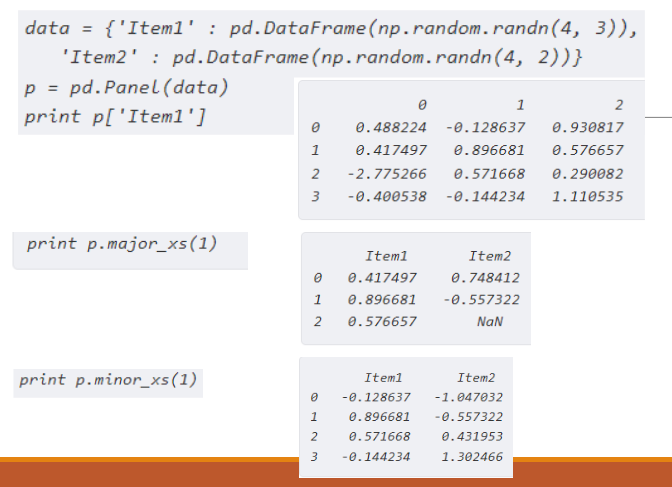 data = {'Item1' : pd.DataFrame(np.random.randn(4, 3)),
'Item2' : pd.DataFrame(np.random.randn(4, 2))}
p = pd.Panel(data)
print p['Item1']
0 1 2
0 0.488224 -0.128637 0.930817
1 0.417497 0.896681 0.576657
2 -2.775266 0.571668 0.290082
3 -0.400538 -0.144234 1.110535
print p.major_xs(1)
Item1 Item2
0 0.417497 0.748412
1 0.896681 -0.557322
2 0.576657 NaN
print p.minor_xs(1)
Item1 Item2
0 -0.128637 -1.047032
1 0.896681 -0.557322
2 0.571668 0.431953
3 -0.144234 1.302466